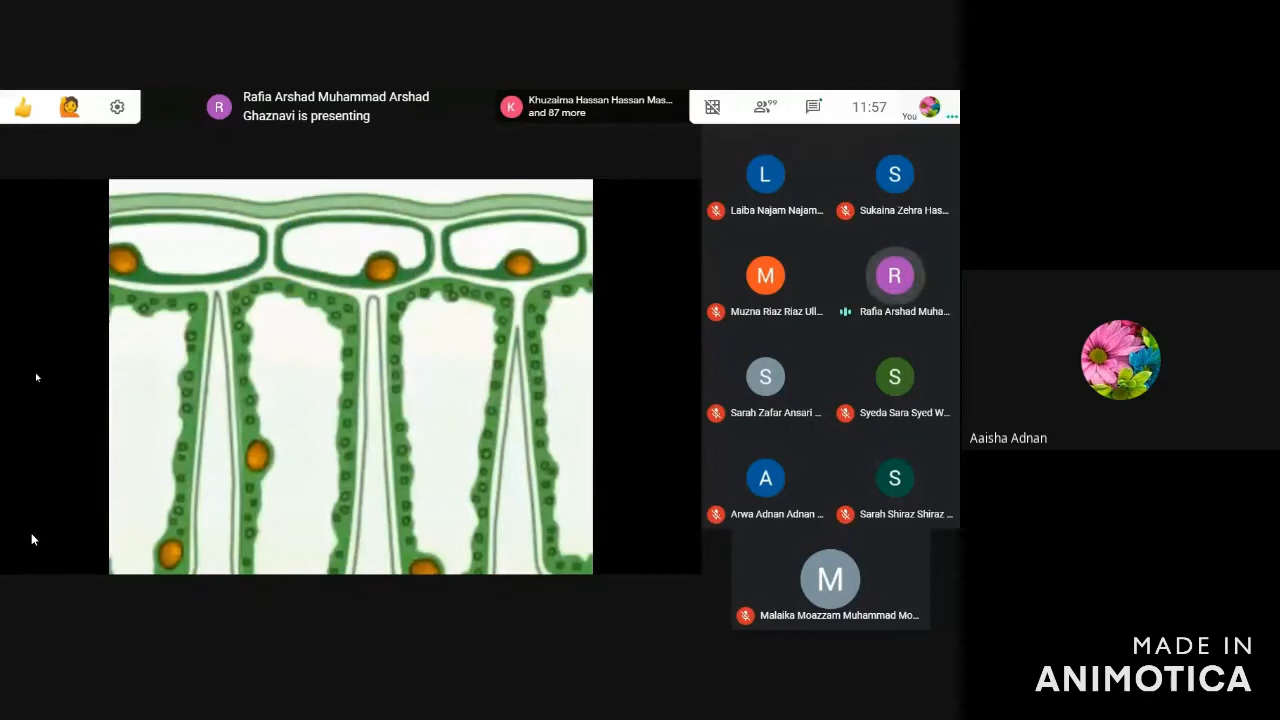 R
Rafia Arshad Muhammad Arshad
Ghaznavi is presenting
K
Khuzaima Hassan Hassan Mas...
and 87 more
99
11:57
You
L
Laiba Najam Najam...
S
Sukaina Zehra Has...
M
Muzna Riaz Riaz Ull...
R
Rafia Arshad Muha...
S
Sarah Zafar Ansari ...
S
Syeda Sara Syed W...
A
Arwa Adnan Adnan ...
S
Sarah Shiraz Shiraz ...
M
Malaika Moazzam Muhammad Mo...
Aaisha Adnan
MADE IN
ANIMOTICA